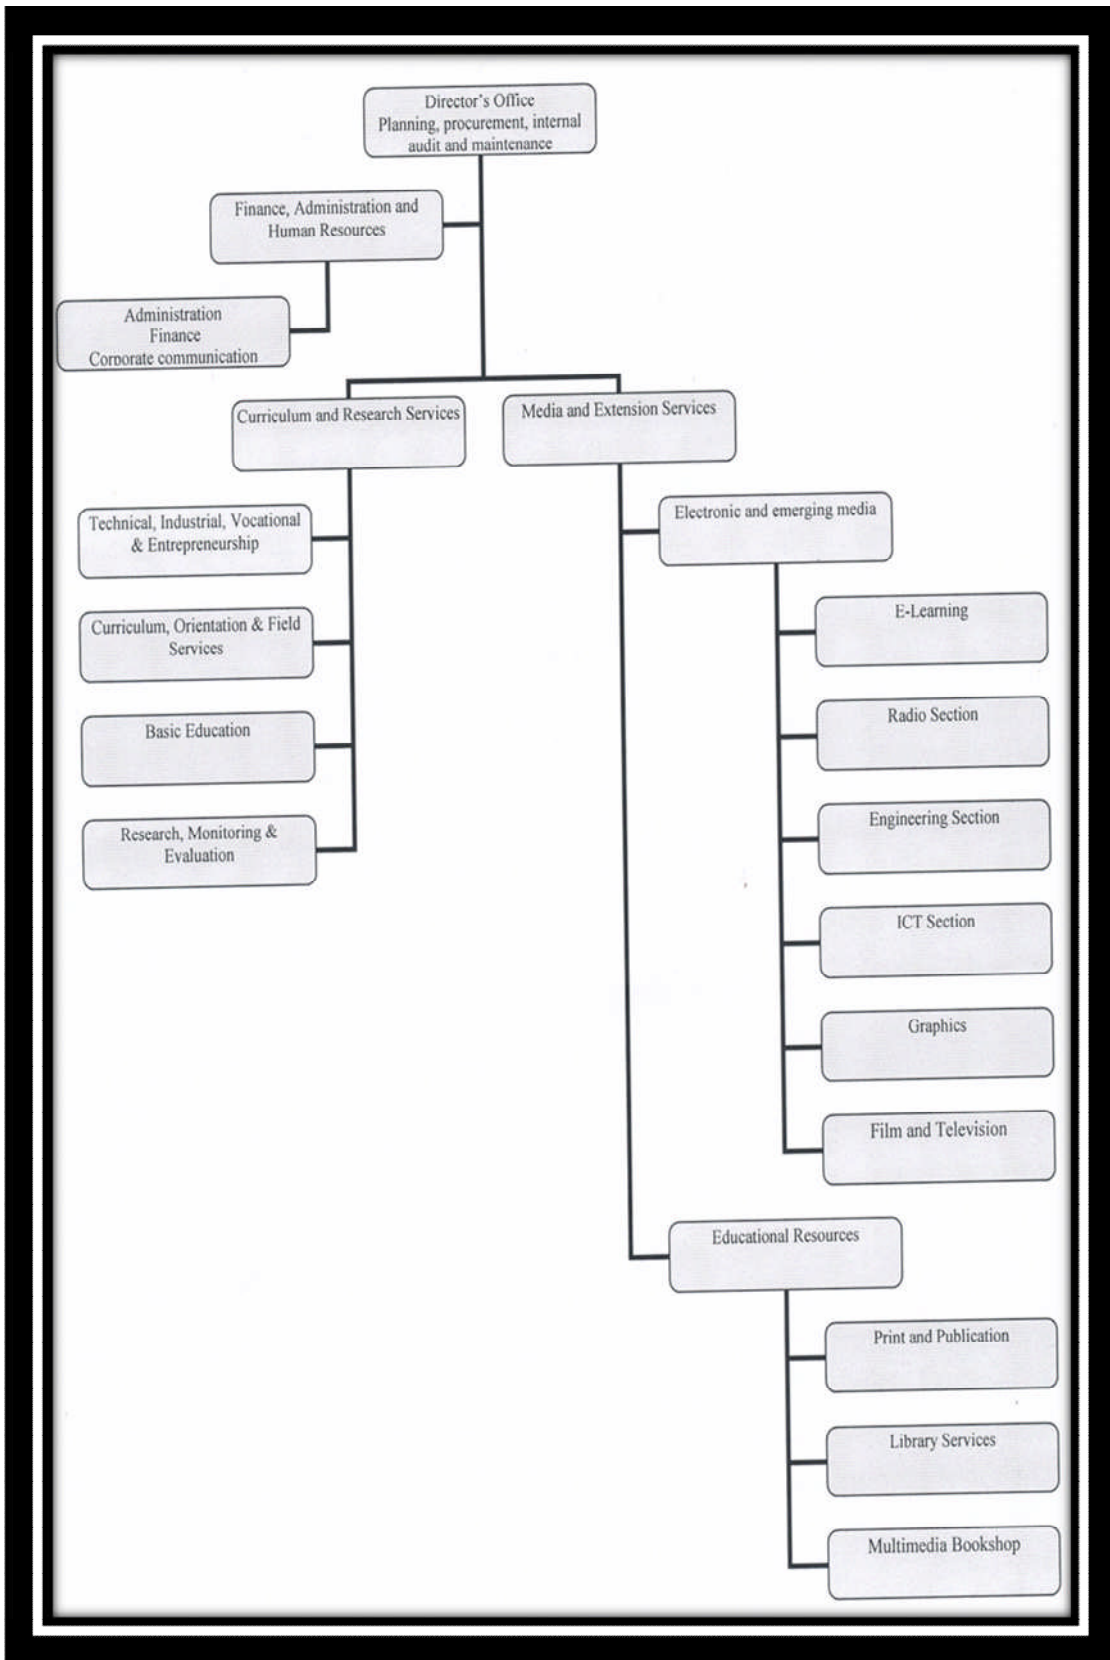 Director's Office
Planning, procurement, internal
audit and maintenance
Finance, Administration and
Human Resources
Administration
Finance
Corporate communication
Curriculum and Research Services
Media and Extension Services
Technical, Industrial, Vocational
& Entrepreneurship
Curriculum, Orientation & Field
Services
Basic Education
Research, Monitoring &
Evaluation
Electronic and emerging media
E-Learning
Radio Section
Engineering Section
ICT Section
Graphics
Film and Television
Educational Resources
Print and Publication
Library Services
Multimedia Bookshop